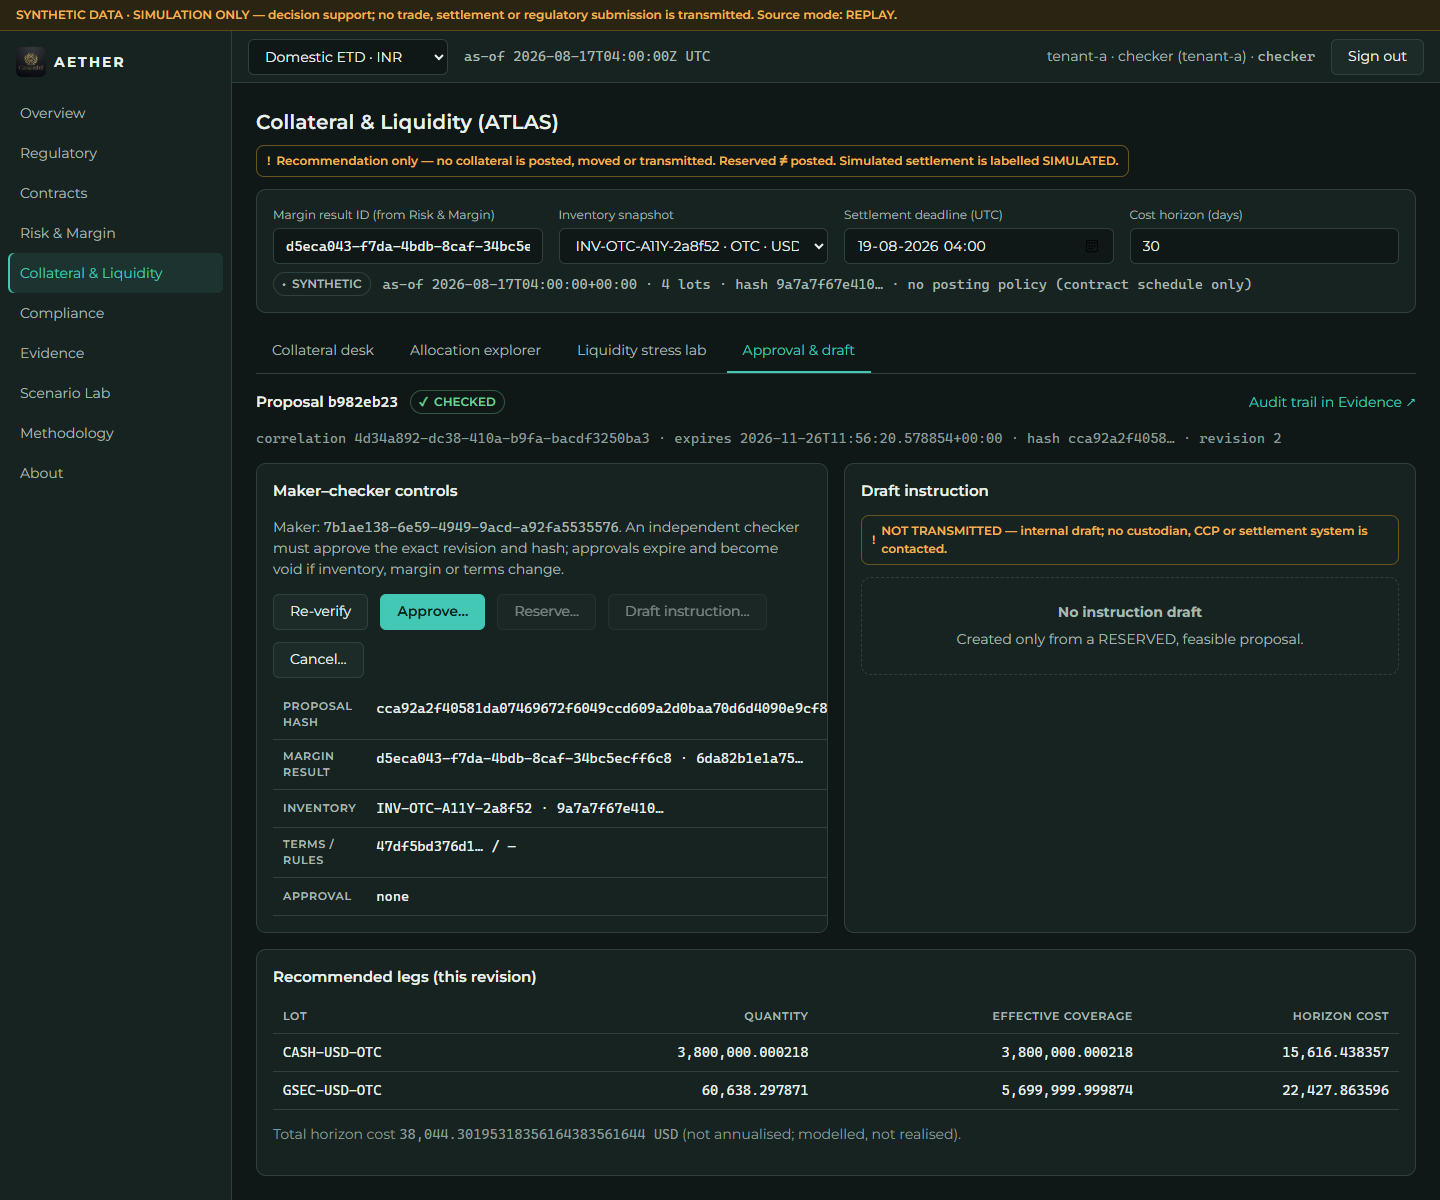 SYNTHETIC DATA · SIMULATION ONLY — decision support; no trade, settlement or regulatory submission is transmitted. Source mode: REPLAY.
AETHER
Domestic ETD · INR
as-of 2026-08-17T04:00:00Z UTC
tenant-a · checker (tenant-a) · checker
Sign out
Overview
Regulatory
Contracts
Risk & Margin
Collateral & Liquidity
Compliance
Evidence
Scenario Lab
Methodology
About
Collateral & Liquidity (ATLAS)
! Recommendation only — no collateral is posted, moved or transmitted. Reserved ≠ posted. Simulated settlement is labelled SIMULATED.
Margin result ID (from Risk & Margin)
d5eca043-f7da-4bdb-8caf-34bc5e
Inventory snapshot
INV-OTC-A11Y-2a8f52 · OTC · USD
Settlement deadline (UTC)
19-08-2026 04:00
Cost horizon (days)
30
· SYNTHETIC
as-of 2026-08-17T04:00:00+00:00 · 4 lots · hash 9a7a7f67e410… · no posting policy (contract schedule only)
Collateral desk
Allocation explorer
Liquidity stress lab
Approval & draft
Proposal b982eb23
✓ CHECKED
Audit trail in Evidence ↗
correlation 4d34a892-dc38-410a-b9fa-bacdf3250ba3 · expires 2026-11-26T11:56:20.578854+00:00 · hash cca92a2f4058… · revision 2
Maker–checker controls
Maker: 7b1ae138-6e59-4949-9acd-a92fa5535576. An independent checker
must approve the exact revision and hash; approvals expire and become
void if inventory, margin or terms change.
Re-verify
Approve…
Reserve…
Draft instruction…
Cancel…
PROPOSAL
HASH
cca92a2f40581da07469672f6049ccd609a2d0baa70d6d4090e9cf8
MARGIN
RESULT
d5eca043-f7da-4bdb-8caf-34bc5ecff6c8 · 6da82b1e1a75…
INVENTORY
INV-OTC-A11Y-2a8f52 · 9a7a7f67e410…
TERMS /
RULES
47df5bd376d1… / —
APPROVAL
none
Draft instruction
! NOT TRANSMITTED — internal draft; no custodian, CCP or settlement system is
contacted.
No instruction draft
Created only from a RESERVED, feasible proposal.
Recommended legs (this revision)
LOT QUANTITY EFFECTIVE COVERAGE HORIZON COST
CASH-USD-OTC 3,800,000.000218 3,800,000.000218 15,616.438357
GSEC-USD-OTC 60,638.297871 5,699,999.999874 22,427.863596
Total horizon cost 38,044.30195318356164383561644 USD (not annualised; modelled, not realised).